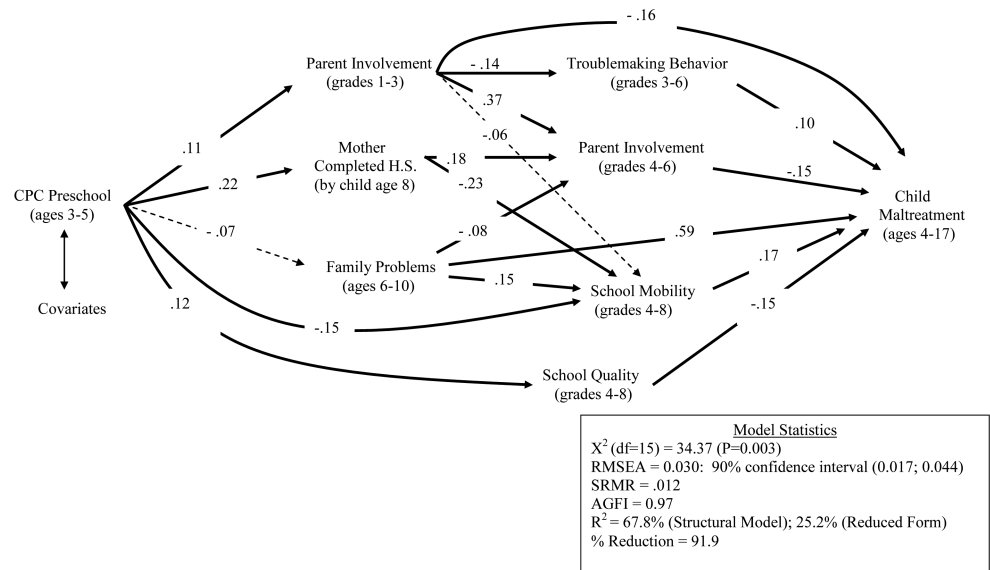 - .16
Parent Involvement
(grades 1-3)
- .14
Troublemaking Behavior
(grades 3-6)
.37
.10
-.06
.11
Mother
Completed H.S.
(by child age 8)
.18
Parent Involvement
(grades 4-6)
-.15
.22
-.23
CPC Preschool
(ages 3-5)
Child
Maltreatment
(ages 4-17)
- .07
- .08
.59
.17
Family Problems
(ages 6-10)
.15
School Mobility
(grades 4-8)
Covariates
.12
-.15
-.15
School Quality
(grades 4-8)
Model Statistics
X² (df=15) = 34.37 (P=0.003)
RMSEA = 0.030: 90% confidence interval (0.017; 0.044)
SRMR = .012
AGFI = 0.97
R² = 67.8% (Structural Model); 25.2% (Reduced Form)
% Reduction = 91.9